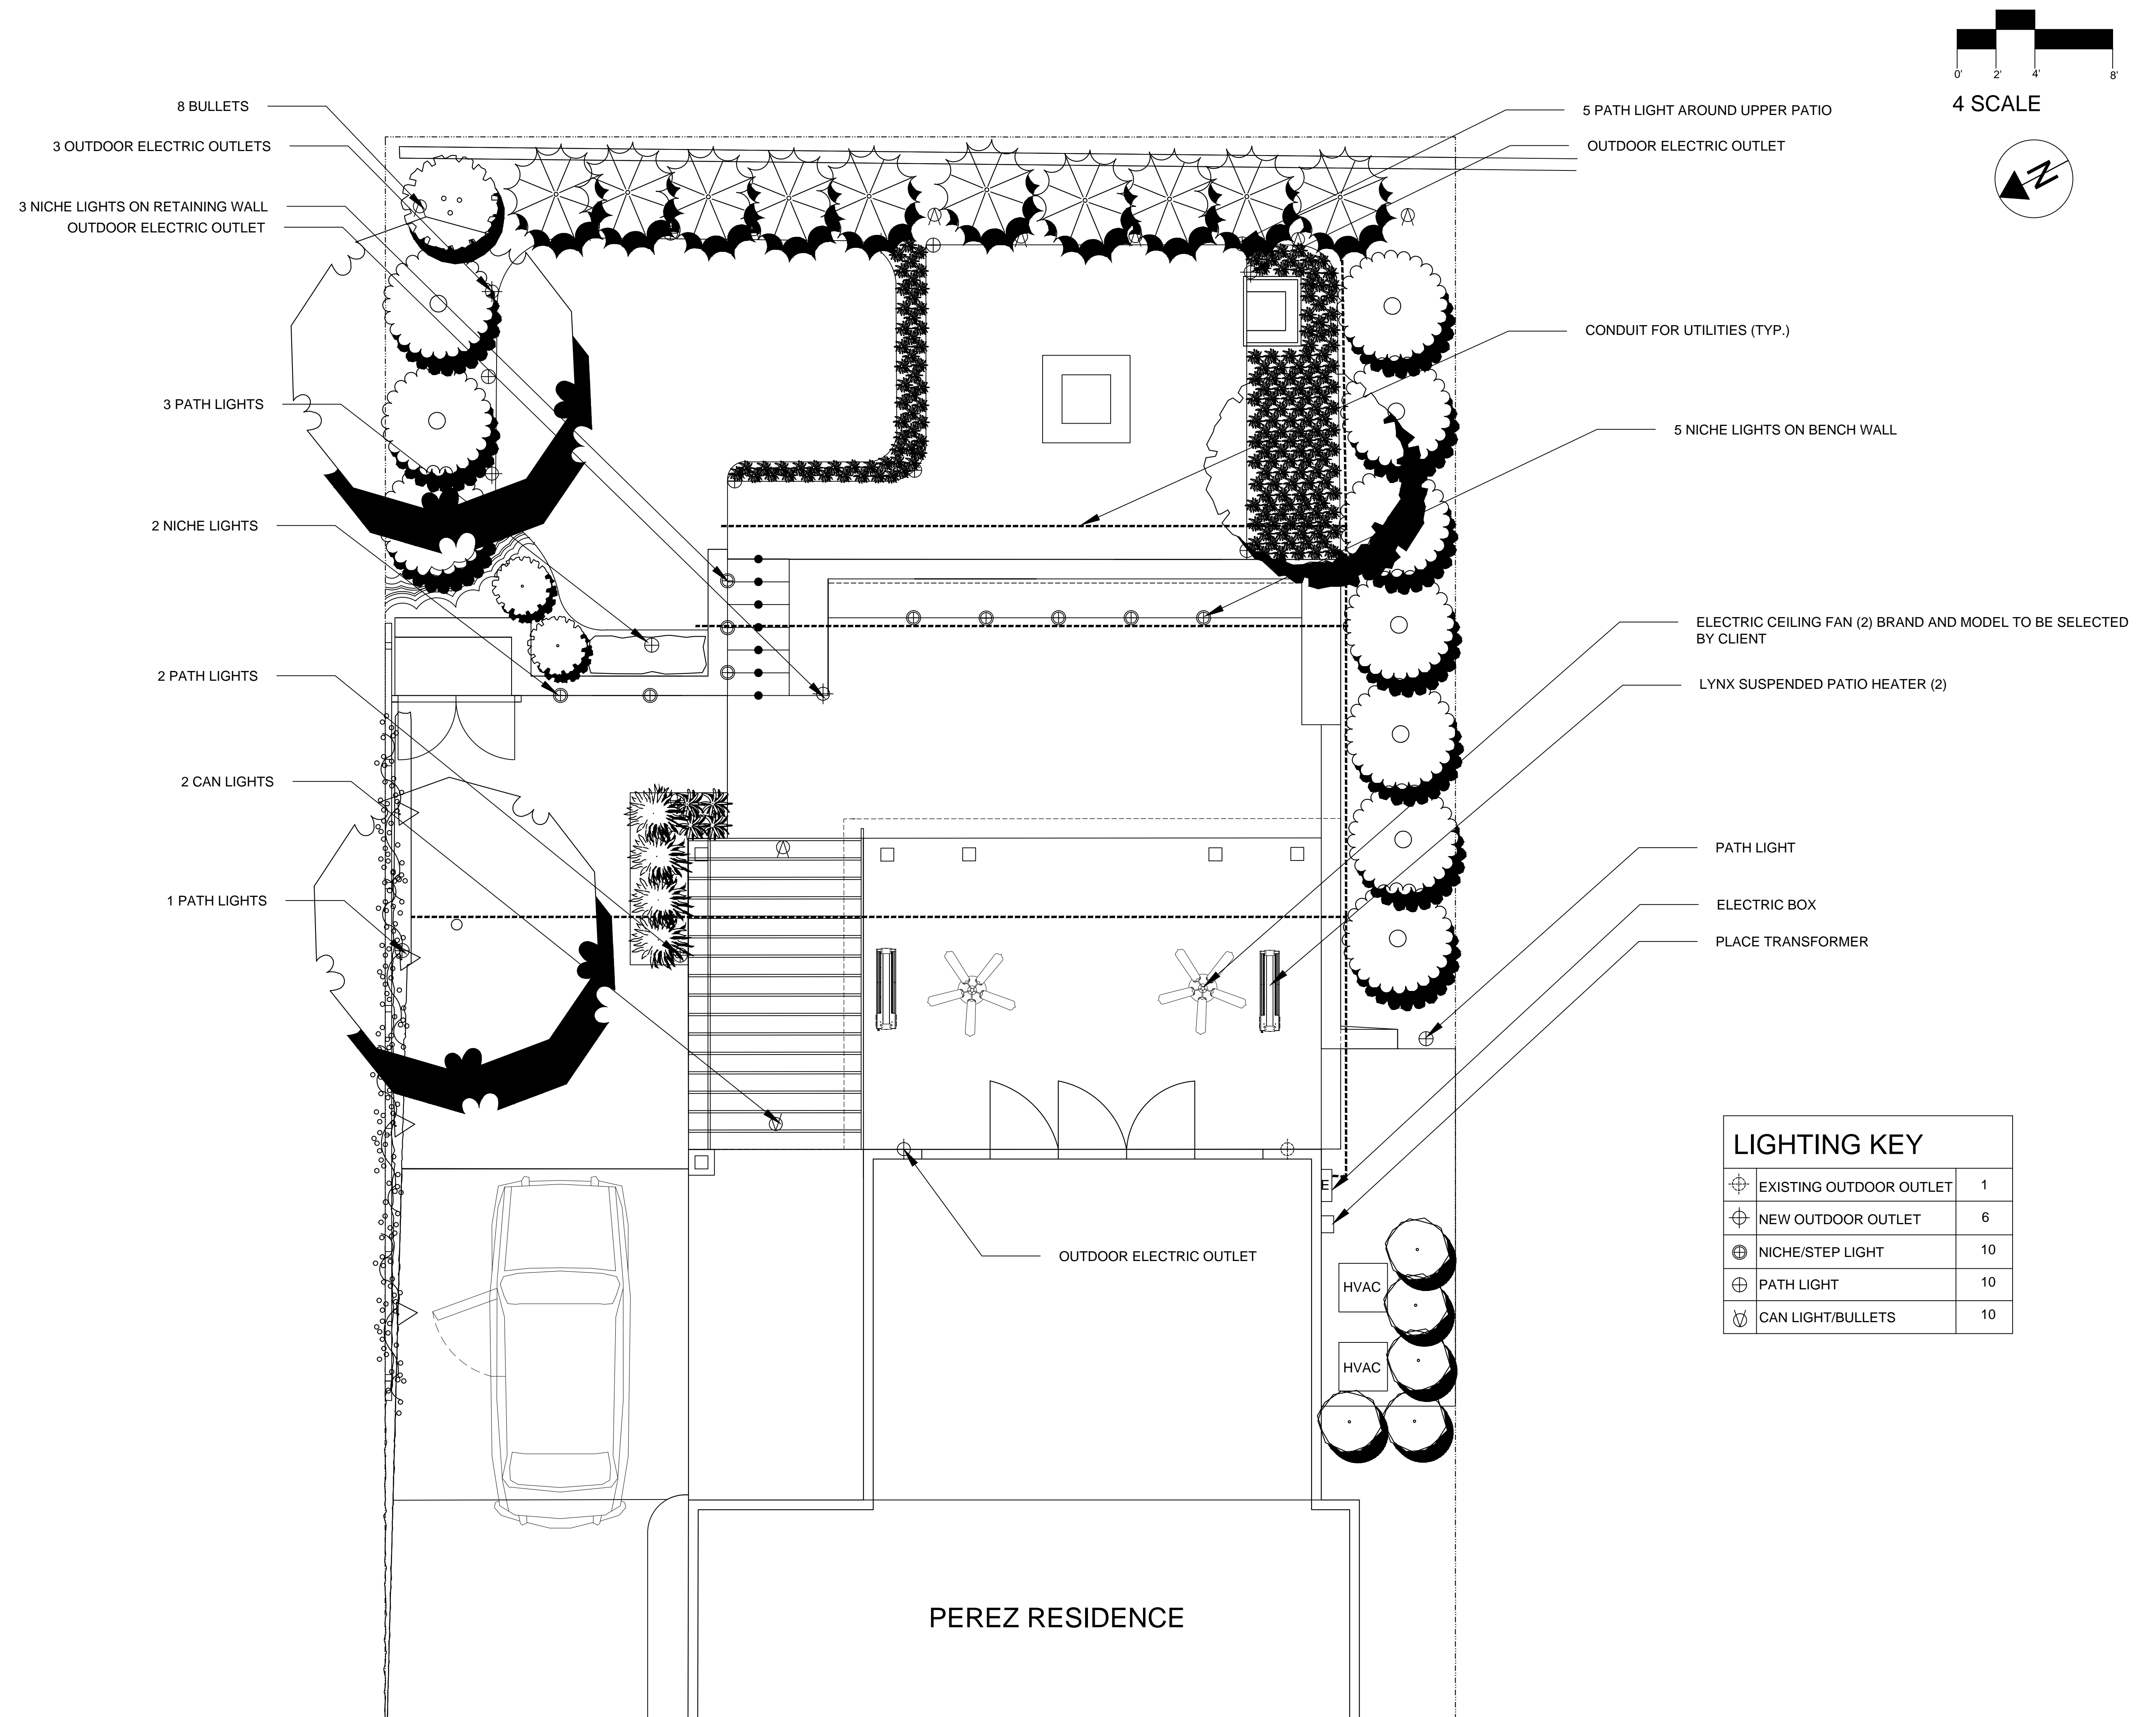 0' 2' 4' 8'
4 SCALE
N
8 BULLETS
3 OUTDOOR ELECTRIC OUTLETS
3 NICHE LIGHTS ON RETAINING WALL
OUTDOOR ELECTRIC OUTLET
3 PATH LIGHTS
2 NICHE LIGHTS
2 PATH LIGHTS
2 CAN LIGHTS
1 PATH LIGHTS
5 PATH LIGHT AROUND UPPER PATIO
OUTDOOR ELECTRIC OUTLET
CONDUIT FOR UTILITIES (TYP.)
5 NICHE LIGHTS ON BENCH WALL
ELECTRIC CEILING FAN (2) BRAND AND MODEL TO BE SELECTED
BY CLIENT
LYNX SUSPENDED PATIO HEATER (2)
PATH LIGHT
ELECTRIC BOX
PLACE TRANSFORMER
E
OUTDOOR ELECTRIC OUTLET
HVAC
HVAC
LIGHTING KEY
EXISTING OUTDOOR OUTLET 1
NEW OUTDOOR OUTLET 6
NICHE/STEP LIGHT 10
PATH LIGHT 10
CAN LIGHT/BULLETS 10
PEREZ RESIDENCE